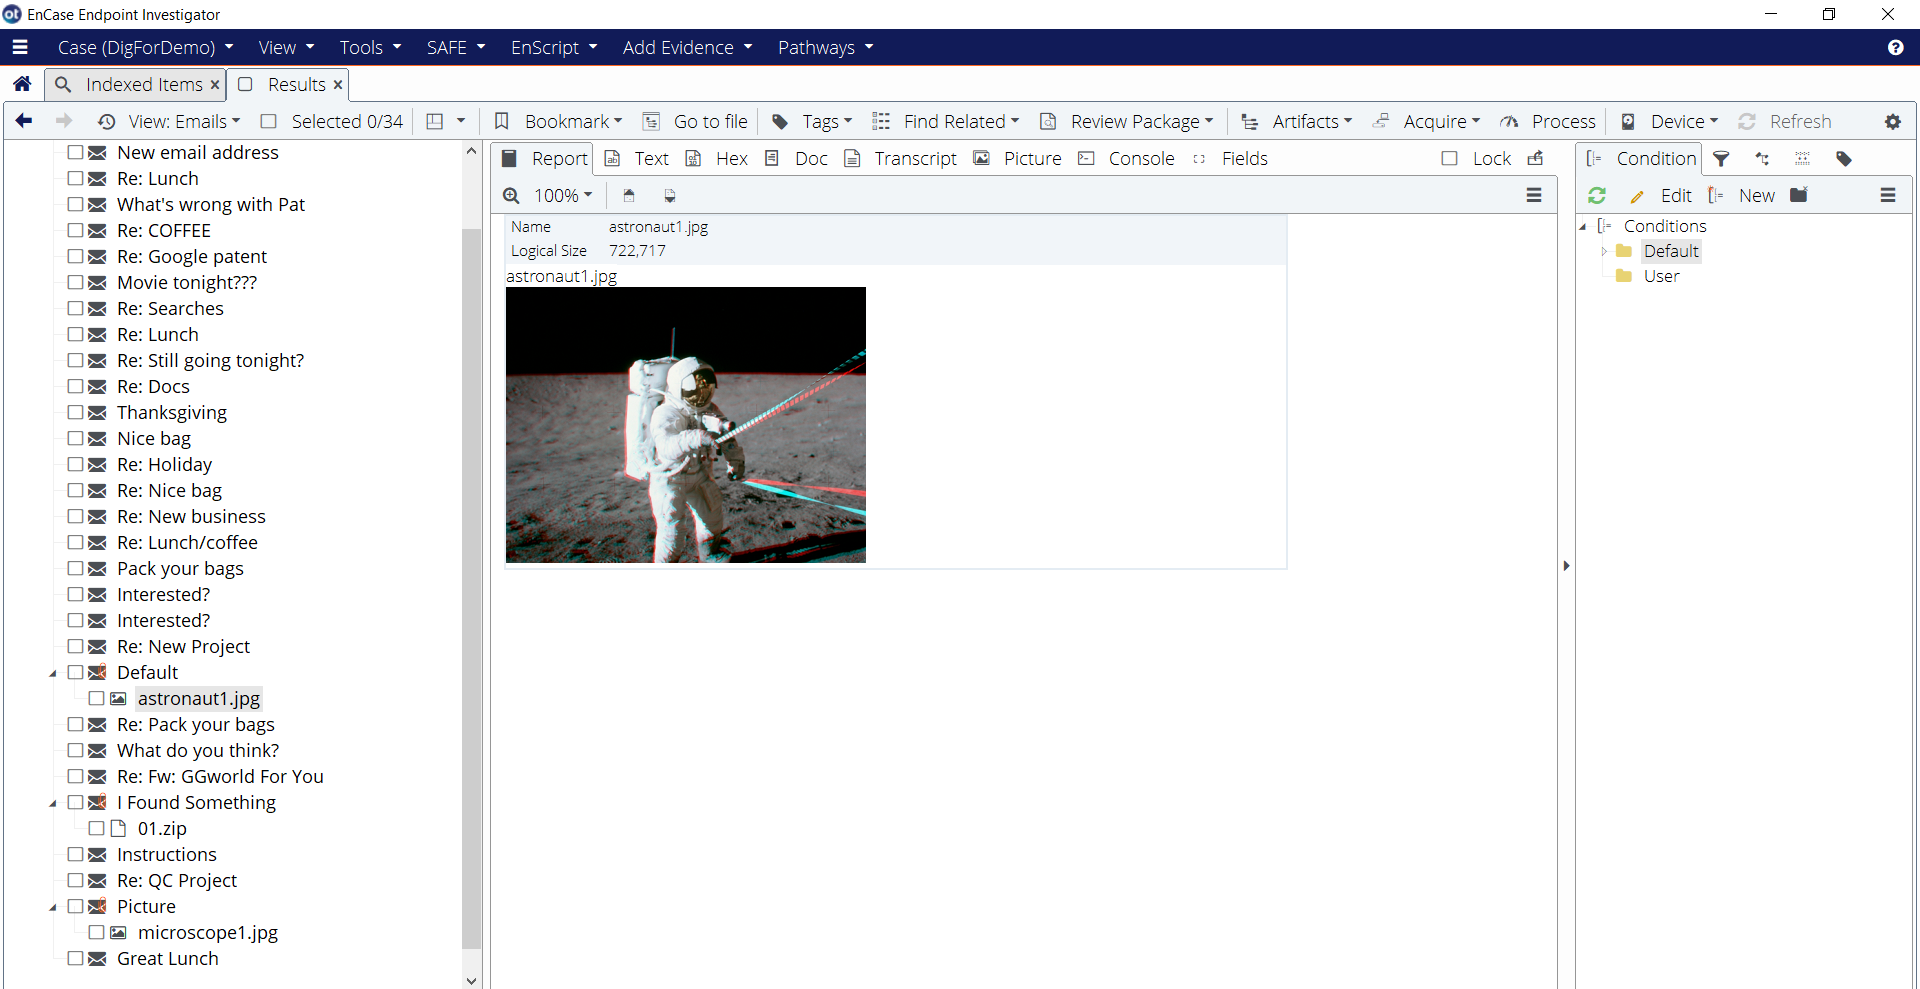 ot EnCase Endpoint Investigator
Case (DigForDemo) View Tools SAFE EnScript Add Evidence Pathways ?
Indexed Items × Results ×
View: Emails Selected 0/34 Bookmark Go to file Tags Find Related Review Package Artifacts Acquire Process Device Refresh
New email address
Re: Lunch
What's wrong with Pat
Re: COFFEE
Re: Google patent
Movie tonight???
Re: Searches
Re: Lunch
Re: Still going tonight?
Re: Docs
Thanksgiving
Nice bag
Re: Holiday
Re: Nice bag
Re: New business
Re: Lunch/coffee
Pack your bags
Interested?
Interested?
Re: New Project
Default
astronaut1.jpg
Re: Pack your bags
What do you think?
Re: Fw: GGworld For You
I Found Something
01.zip
Instructions
Re: QC Project
Picture
microscope1.jpg
Great Lunch
Report Text Hex Doc Transcript Picture Console Fields Lock
100%
Name astronaut1.jpg
Logical Size 722,717
astronaut1.jpg
Condition
Edit New
Conditions
Default
User